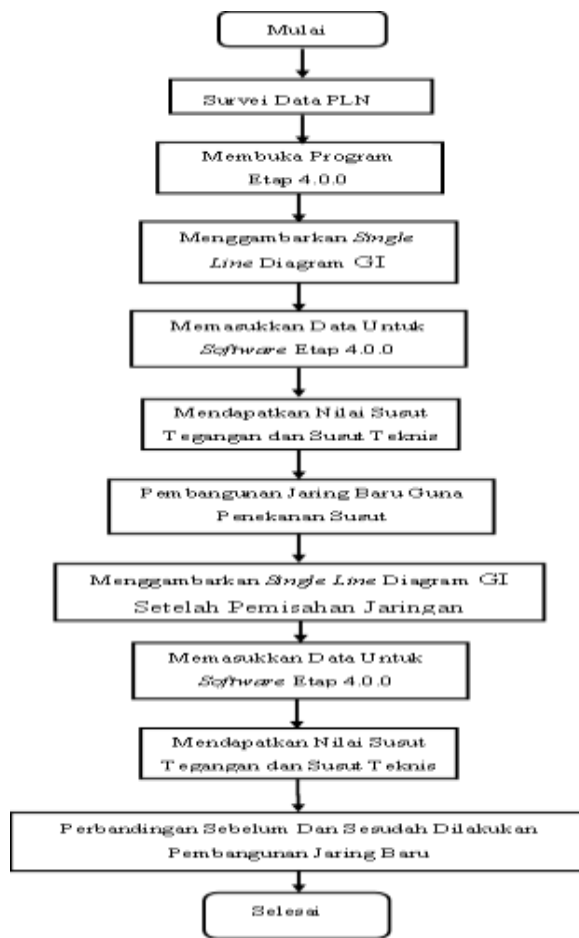 Mulai
Survei Data PLN
Membuka Program
Etap 4.0.0
Menggambarkan Single
Line Diagram GI
Memasukkan Data Untuk
Software Etap 4.0.0
Mendapatkan Nilai Susut
Tegangan dan Susut Teknis
Pembangunan Jaring Baru Guna
Penekanan Susut
Menggambarkan Single Line Diagram GI
Setelah Pemisahan Jaringan
Memasukkan Data Untuk
Software Etap 4.0.0
Mendapatkan Nilai Susut
Tegangan dan Susut Teknis
Perbandingan Sebelum Dan Sesudah Dilakukan
Pembangunan Jaring Baru
Selesai